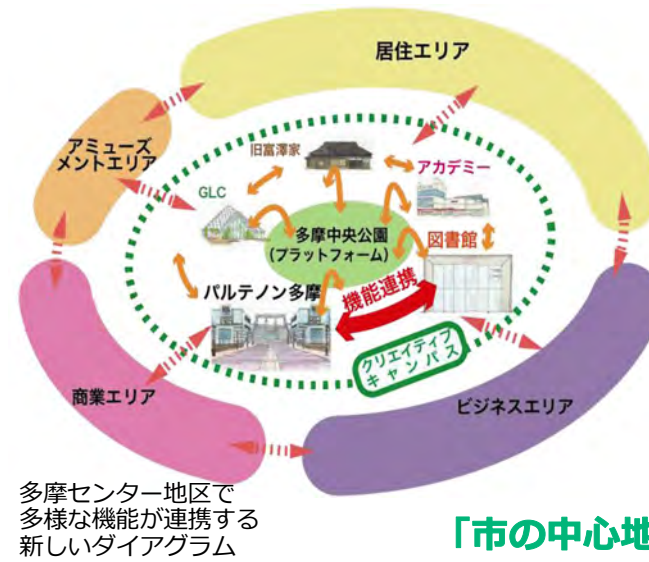 居住エリア
アミューズ
メントエリア
旧富澤家
アカデミー
GLC
多摩中央公園
(プラットフォーム)
図書館
パルテノン多摩
機能連携
クリエイティブ
キャンパス
商業エリア
ビジネスエリア
多摩センター地区で
多様な機能が連携する
新しいダイアグラム
「市の中心地